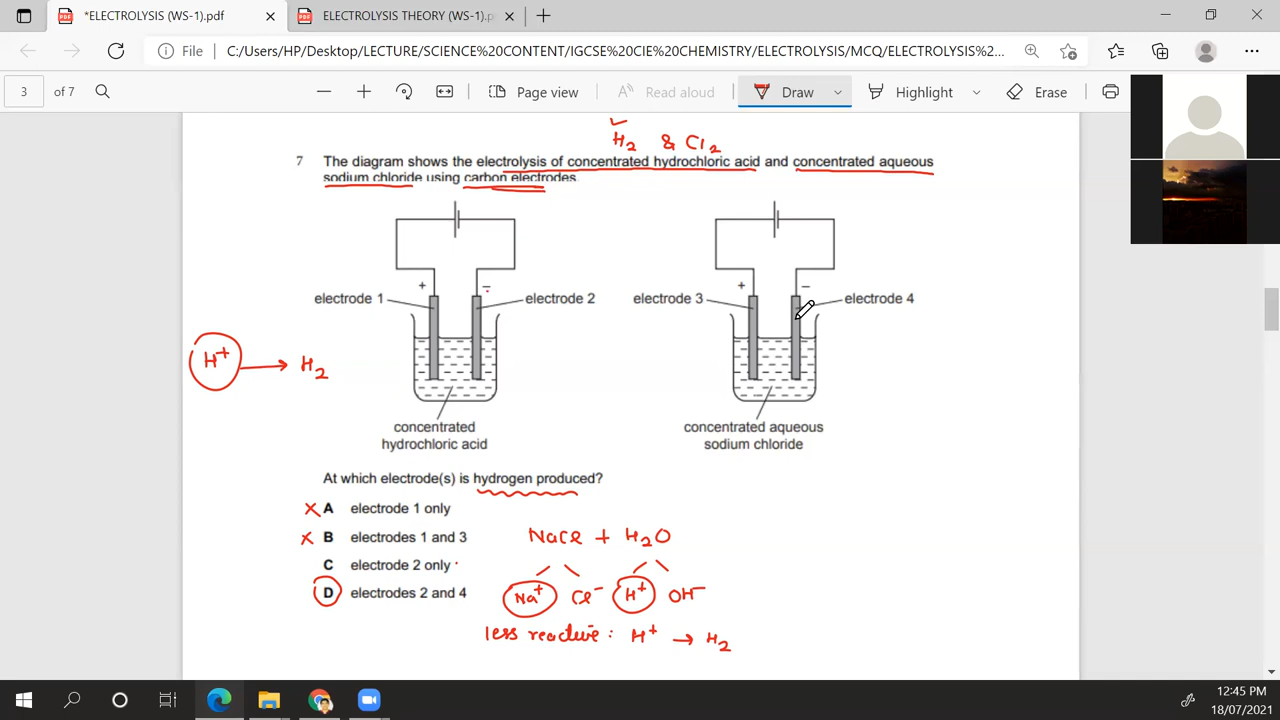 *ELECTROLYSIS (WS-1).pdf
ELECTROLYSIS THEORY (WS-1).p
File
C:/Users/HP/Desktop/LECTURE/SCIENCE%20CONTENT/IGCSE%20CIE%20CHEMISTRY/ELECTROLYSIS/MCQ/ELECTROLYSIS%2...
3 of 7
Page view
Read aloud
Draw
Highlight
Erase
H2 & Cl2
7 The diagram shows the electrolysis of concentrated hydrochloric acid and concentrated aqueous
sodium chloride using carbon electrodes.
+ –
+ –
electrode 1
electrode 2
electrode 3
electrode 4
H+ → H2
concentrated
hydrochloric acid
concentrated aqueous
sodium chloride
At which electrode(s) is hydrogen produced?
x A electrode 1 only
x B electrodes 1 and 3
NaCl + H2O
C electrode 2 only
D electrodes 2 and 4
Na+ Cl– H+ OH–
less reactive: H+ → H2
12:45 PM
18/07/2021